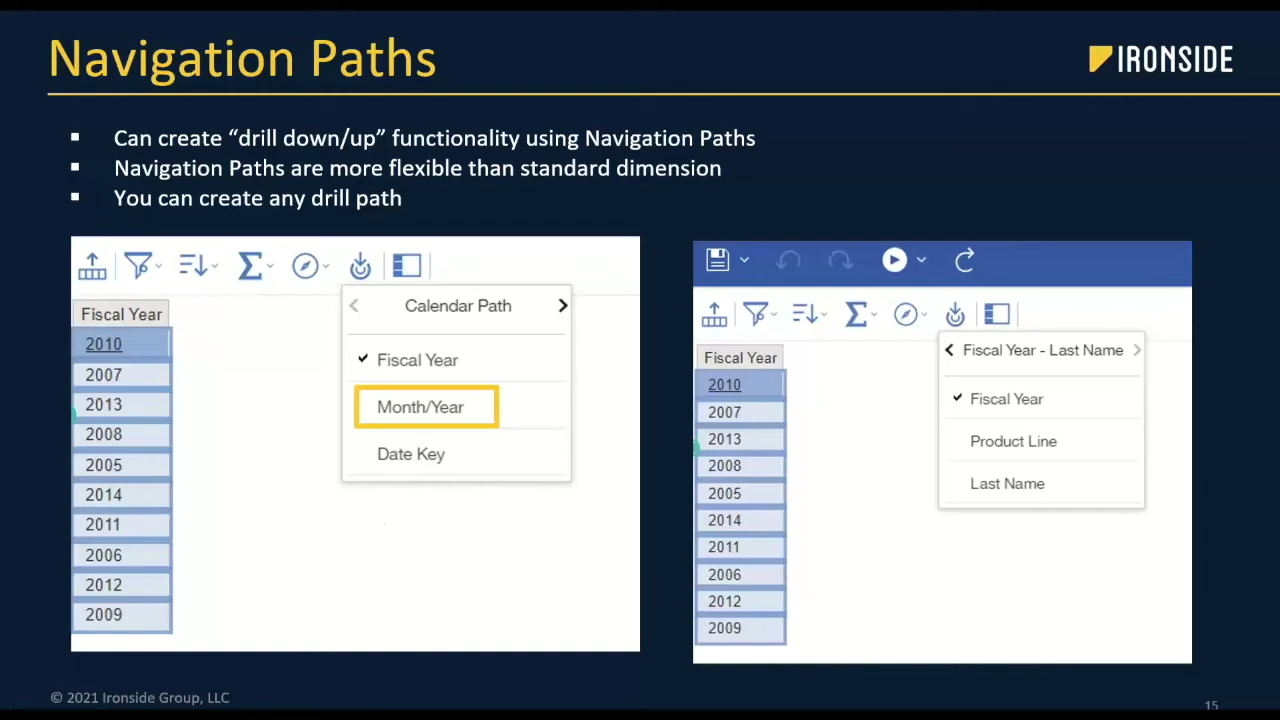 Navigation Paths
IRONSIDE
▪ Can create “drill down/up” functionality using Navigation Paths
▪ Navigation Paths are more flexible than standard dimension
▪ You can create any drill path
Fiscal Year
2010
2007
2013
2008
2005
2014
2011
2006
2012
2009
Calendar Path
Fiscal Year
Month/Year
Date Key
Fiscal Year
2010
2007
2013
2008
2005
2014
2011
2006
2012
2009
Fiscal Year - Last Name
Fiscal Year
Product Line
Last Name
© 2021 Ironside Group, LLC
15